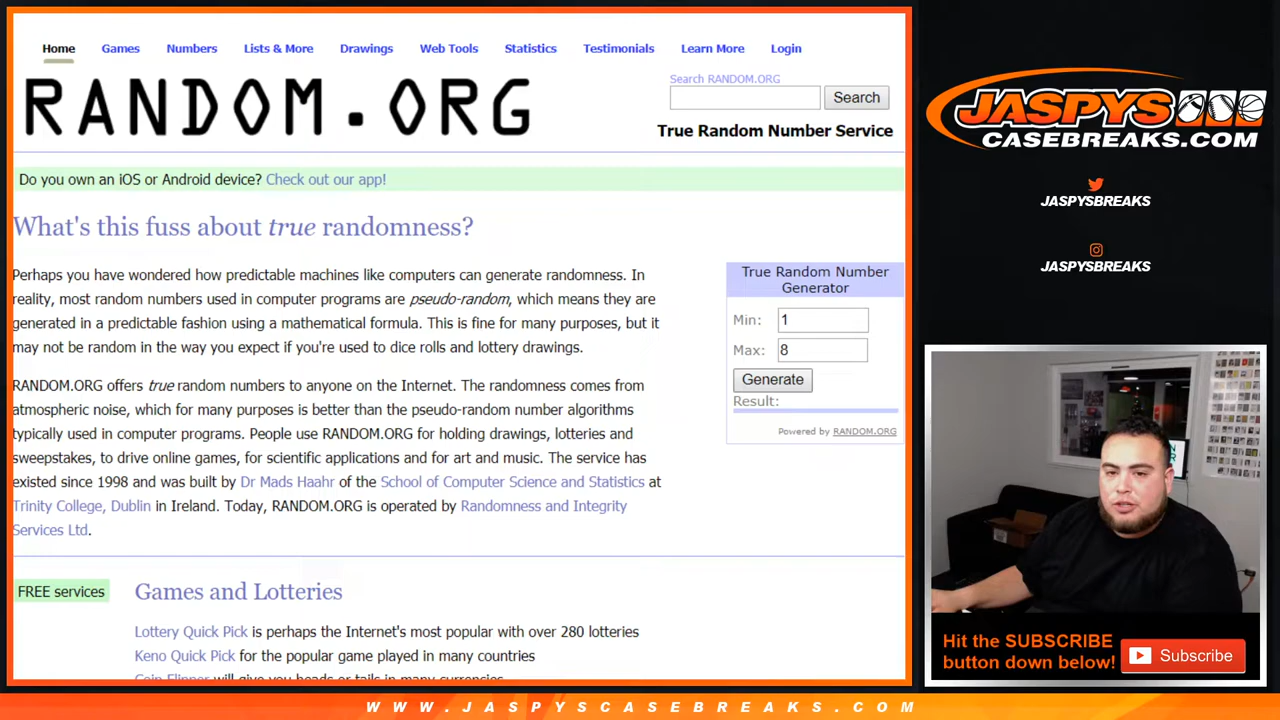 Home Games Numbers Lists & More Drawings Web Tools Statistics Testimonials Learn More Login
RANDOM.ORG
Search RANDOM.ORG
Search
True Random Number Service
Do you own an iOS or Android device? Check out our app!
What's this fuss about true randomness?
Perhaps you have wondered how predictable machines like computers can generate randomness. In
reality, most random numbers used in computer programs are pseudo-random, which means they are
generated in a predictable fashion using a mathematical formula. This is fine for many purposes, but it
may not be random in the way you expect if you're used to dice rolls and lottery drawings.
RANDOM.ORG offers true random numbers to anyone on the Internet. The randomness comes from
atmospheric noise, which for many purposes is better than the pseudo-random number algorithms
typically used in computer programs. People use RANDOM.ORG for holding drawings, lotteries and
sweepstakes, to drive online games, for scientific applications and for art and music. The service has
existed since 1998 and was built by Dr Mads Haahr of the School of Computer Science and Statistics at
Trinity College, Dublin in Ireland. Today, RANDOM.ORG is operated by Randomness and Integrity
Services Ltd.
True Random Number
Generator
Min: 1
Max: 8
Generate
Result:
Powered by RANDOM.ORG
FREE services
Games and Lotteries
Lottery Quick Pick is perhaps the Internet's most popular with over 280 lotteries
Keno Quick Pick for the popular game played in many countries
Coin Flipper will give you heads or tails in many currencies
JASPYS
CASEBREAKS.COM
JASPYSBREAKS
JASPYSBREAKS
Hit the SUBSCRIBE
button down below!
Subscribe
WWW.JASPYSCASEBREAKS.COM